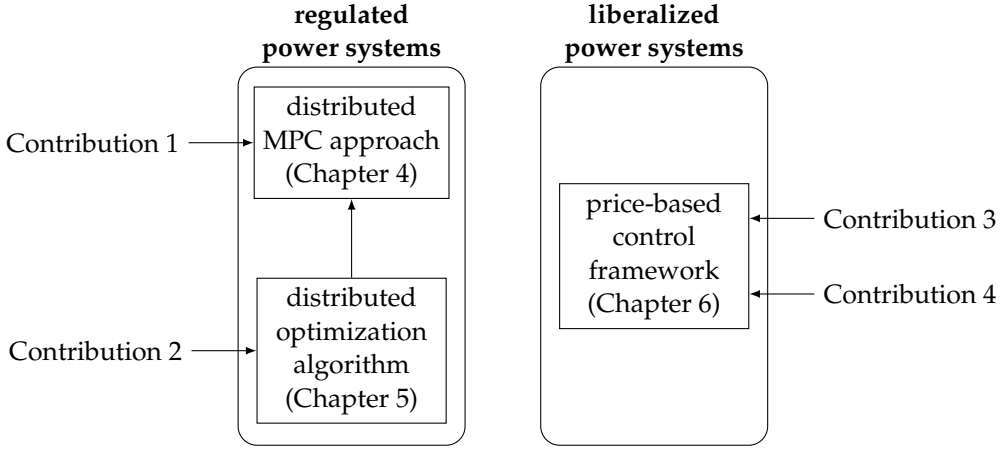 regulated
power systems
liberalized
power systems
Contribution 1
distributed
MPC approach
(Chapter 4)
Contribution 2
distributed
optimization
algorithm
(Chapter 5)
price-based
control
framework
(Chapter 6)
Contribution 3
Contribution 4